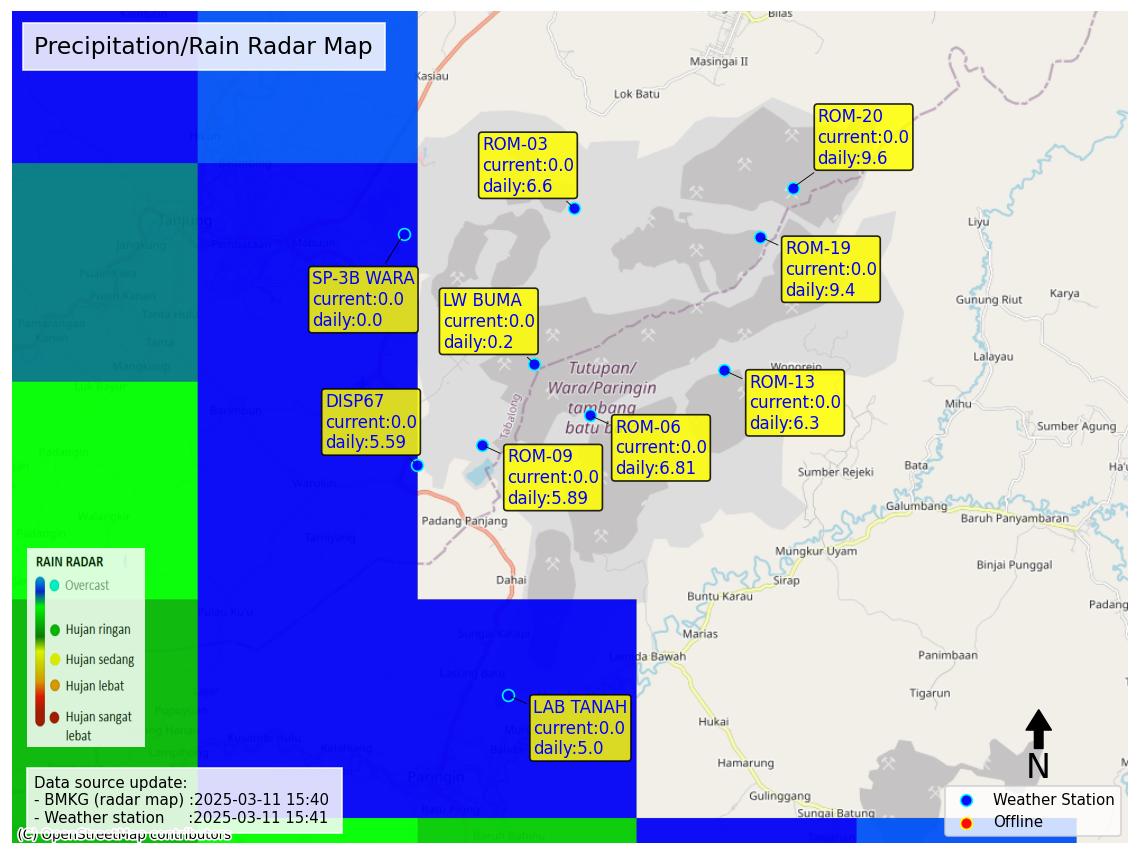 Precipitation/Rain Radar Map
Bilas
Masingai II
Kasiau
Lok Batu
ROM-20
current:0.0
daily:9.6
ROM-03
current:0.0
daily:6.6
Tanjung
Liyu
ROM-19
current:0.0
daily:9.4
SP-3B WARA
current:0.0
daily:0.0
LW BUMA
current:0.0
daily:0.2
Karya
Gunung Riut
Lalayau
Wonorejo
Tutupan/
Wara/Paringin
tambang
batu b
Tabalong
ROM-13
current:0.0
daily:6.3
DISP67
current:0.0
daily:5.59
ROM-06
current:0.0
daily:6.81
ROM-09
current:0.0
daily:5.89
Mihu
Sumber Agung
Bata
Ha'u
Sumber Rejeki
Galumbang
Baruh Panyambaran
Padang Panjang
Mungkur Uyam
Binjai Punggal
Dahai
Sirap
Buntu Karau
Padang
Marias
Panimbaan
Tigarun
Hukai
Hamarung
Gulinggang
Sungai Batung
Paringin
RAIN RADAR
Overcast
Hujan ringan
Hujan sedang
Hujan lebat
Hujan sangat
lebat
LAB TANAH
current:0.0
daily:5.0
N
Data source update:
- BMKG (radar map) :2025-03-11 15:40
- Weather station :2025-03-11 15:41
(C) OpenStreetMap contributors
Weather Station
Offline